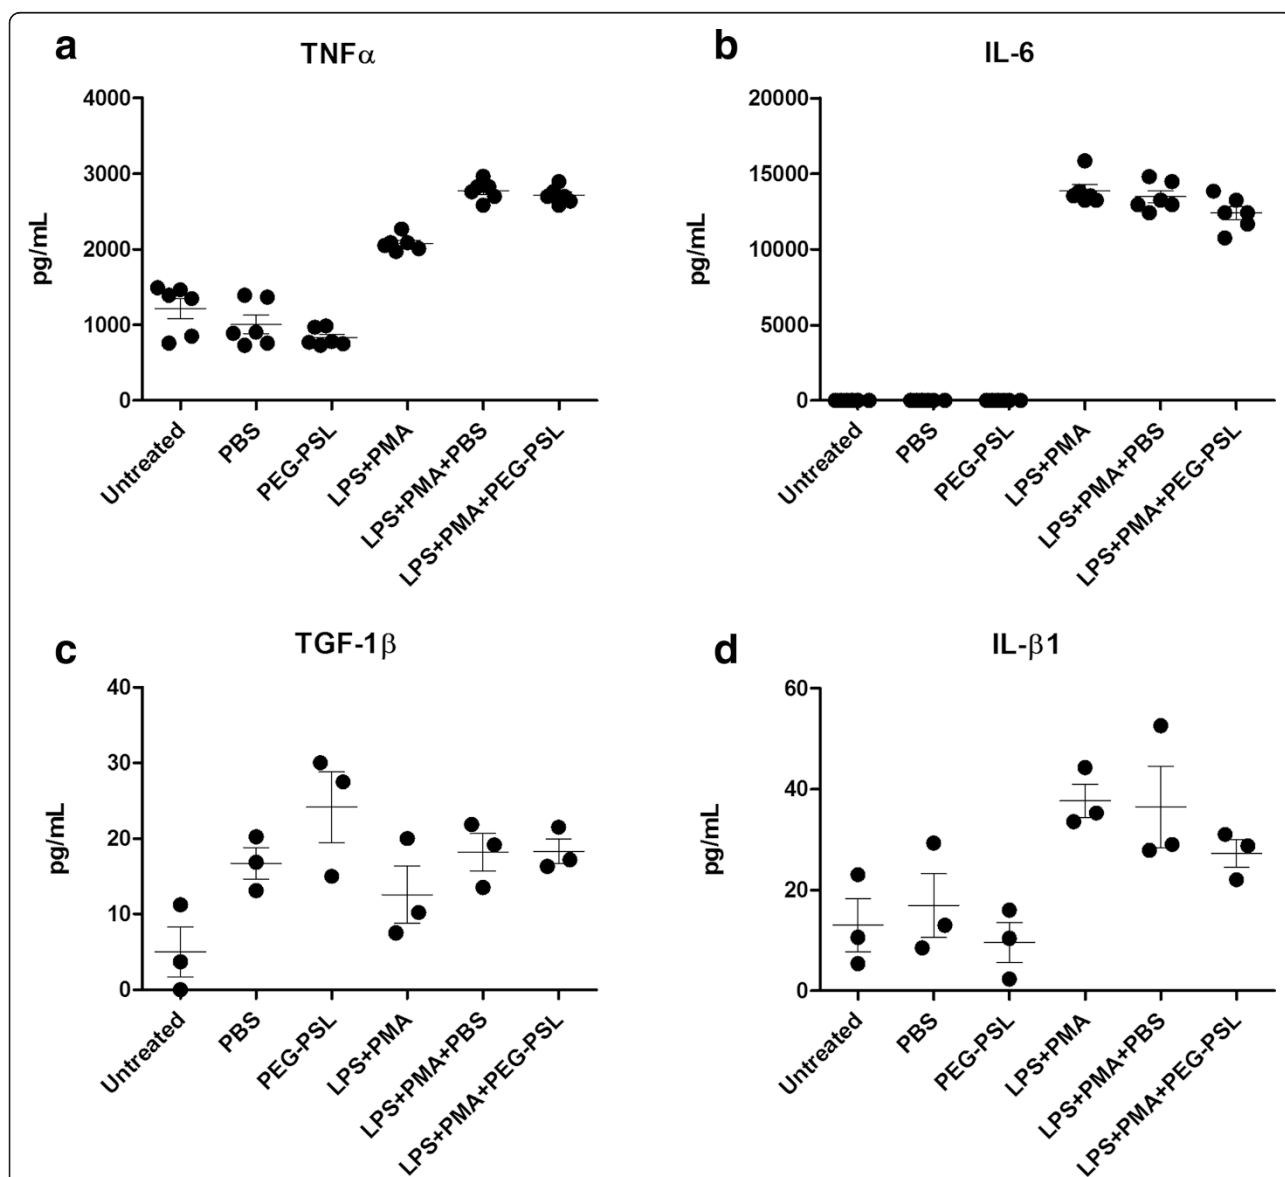 a
TNFα
pg/mL
4000
3000
2000
1000
0
Untreated
PBS
PEG-PSL
LPS+PMA
LPS+PMA+PBS
LPS+PMA+PEG-PSL
b
IL-6
pg/mL
20000
15000
10000
5000
0
Untreated
PBS
PEG-PSL
LPS+PMA
LPS+PMA+PBS
LPS+PMA+PEG-PSL
c
TGF-1β
pg/mL
40
30
20
10
0
Untreated
PBS
PEG-PSL
LPS+PMA
LPS+PMA+PBS
LPS+PMA+PEG-PSL
d
IL-β1
pg/mL
60
40
20
0
Untreated
PBS
PEG-PSL
LPS+PMA
LPS+PMA+PBS
LPS+PMA+PEG-PSL